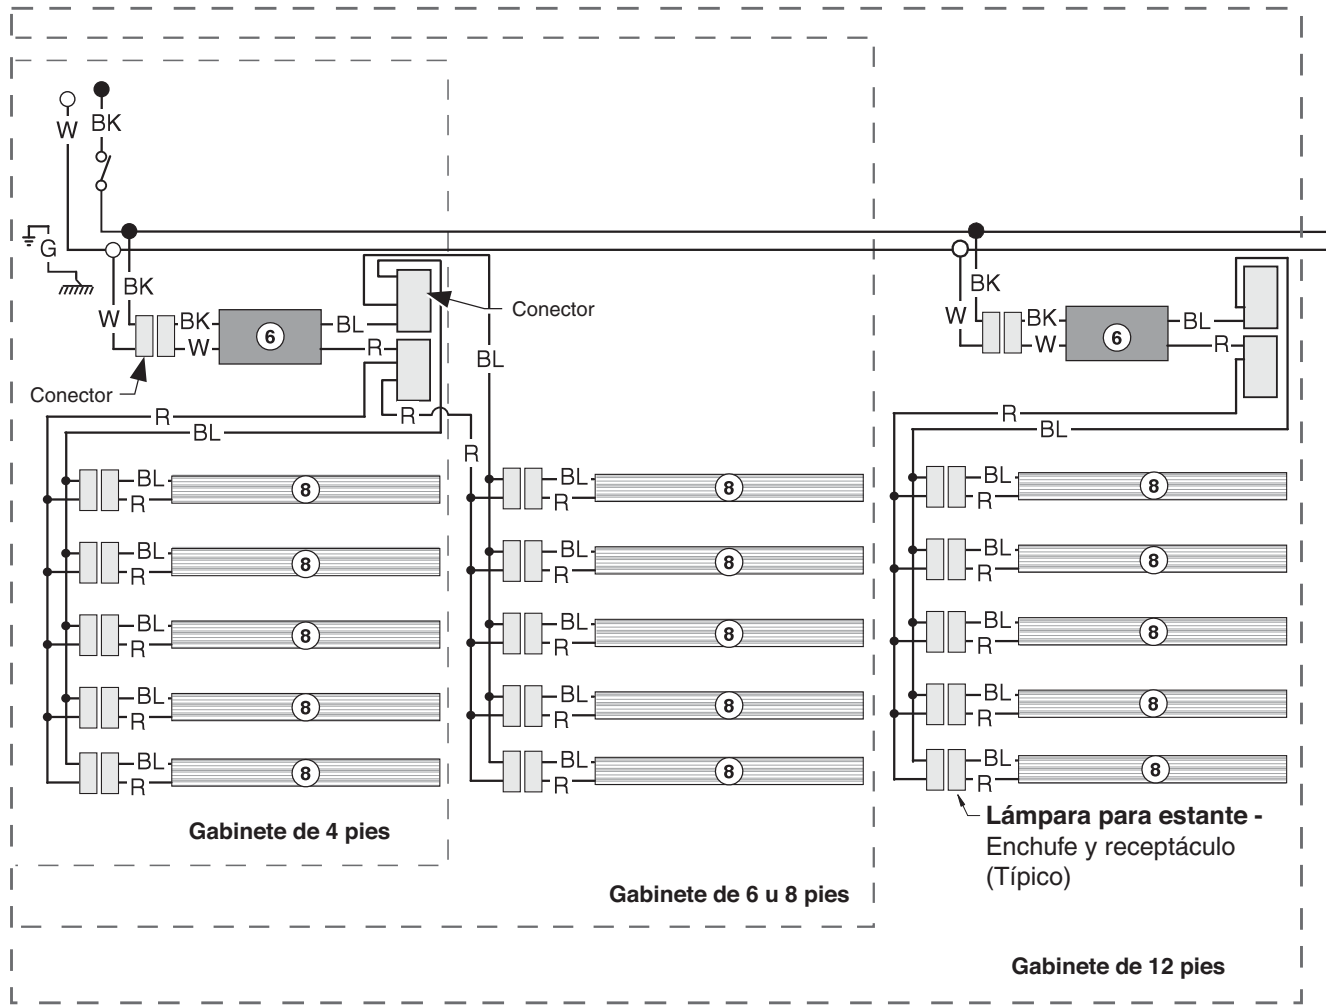 W
BK
G
BK
W
BK
BL
6
W
R
Conector
Conector
BL
R
R
BL
R
BK
W
BK
BL
6
W
R
R
BL
BL
8
R
BL
8
R
BL
8
R
BL
8
R
BL
8
R
BL
8
R
BL
8
R
BL
8
R
BL
8
R
BL
8
R
BL
8
R
BL
8
R
BL
8
R
BL
8
R
BL
8
R
Gabinete de 4 pies
Lámpara para estante -
Enchufe y receptáculo
(Típico)
Gabinete de 6 u 8 pies
Gabinete de 12 pies